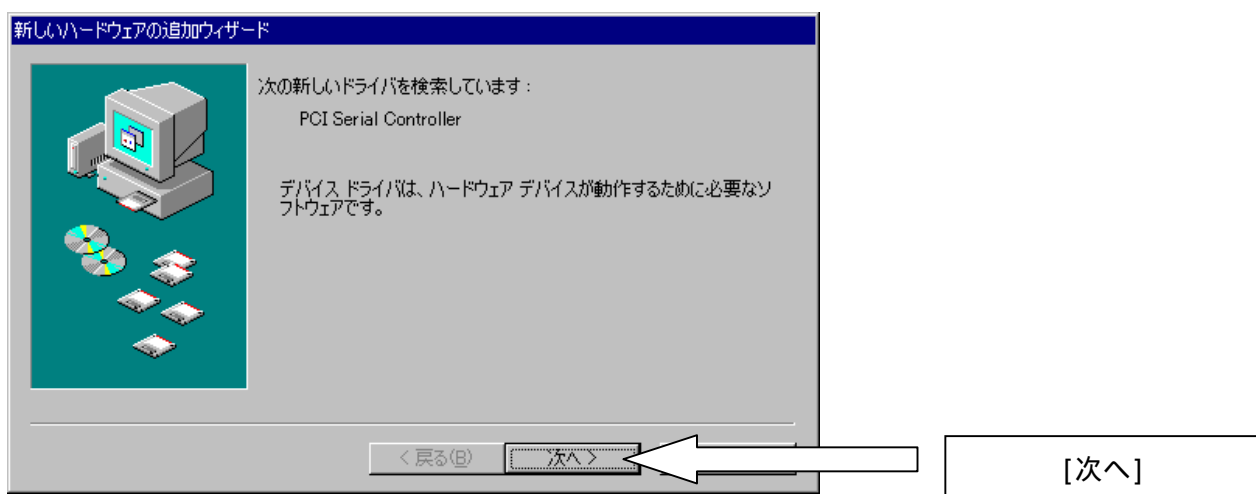 新しいハードウェアの追加ウィザード
次の新しいドライバを検索しています：
PCI Serial Controller
デバイス ドライバは、ハードウェア デバイスが動作するために必要なソ
フトウェアです。
< 戻る(B) 次へ >
[次へ]